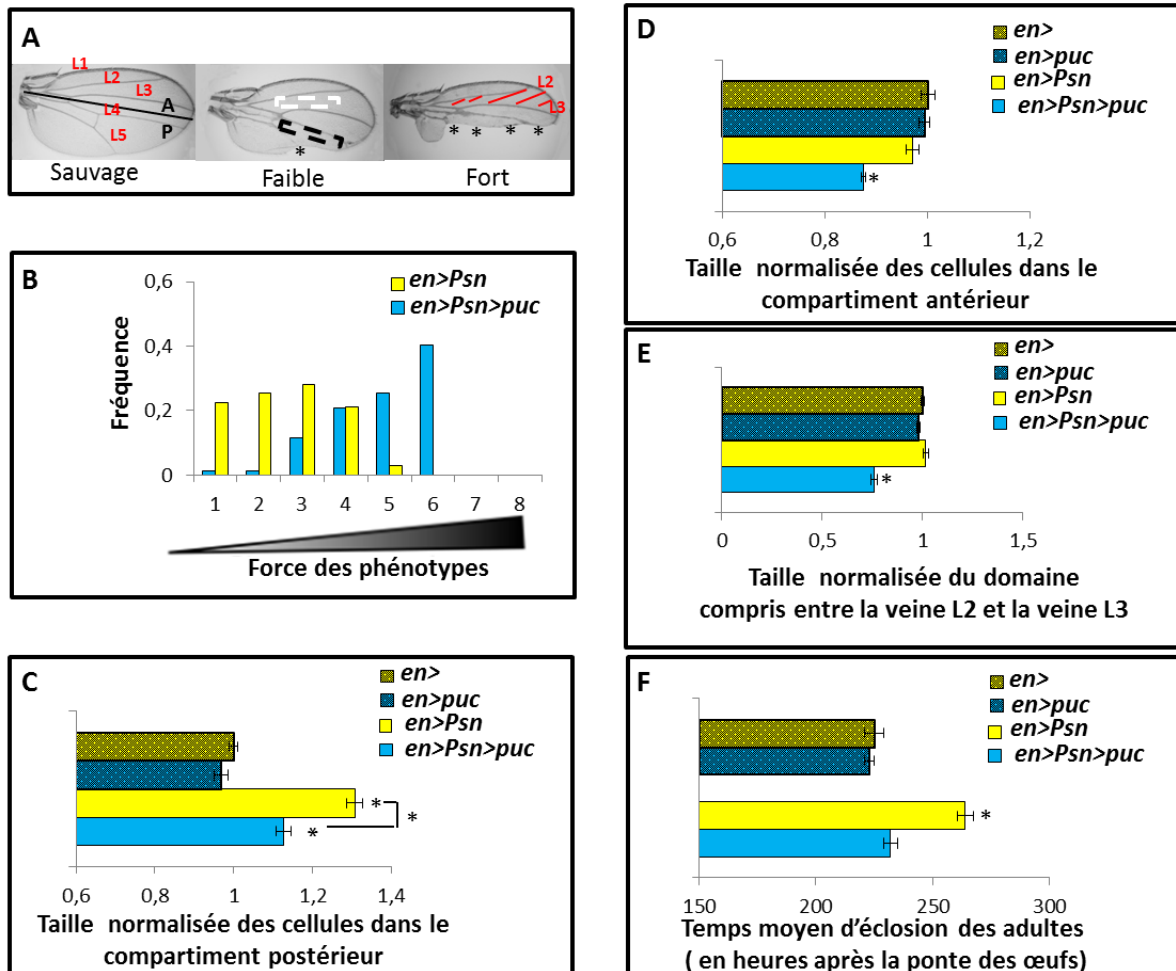 A
L1
L2
L3
L4
L5
A
P
*
L2
L3
* * * *
Sauvage
Faible
Fort
B
0,6
0,4
0,2
0
Fréquence
en>Psn
en>Psn>puc
1 2 3 4 5 6 7 8
Force des phénotypes
C
en>
en>puc
en>Psn
en>Psn>puc
*
*
*
0,6 0,8 1 1,2 1,4
Taille normalisée des cellules dans le
compartiment postérieur
D
en>
en>puc
en>Psn
en>Psn>puc
*
0,6 0,8 1 1,2
Taille normalisée des cellules dans le
compartiment antérieur
E
en>
en>puc
en>Psn
en>Psn>puc
*
0 0,5 1 1,5
Taille normalisée du domaine
compris entre la veine L2 et la veine L3
F
en>
en>puc
en>Psn
en>Psn>puc
*
150 200 250 300
Temps moyen d'éclosion des adultes
( en heures après la ponte des œufs)